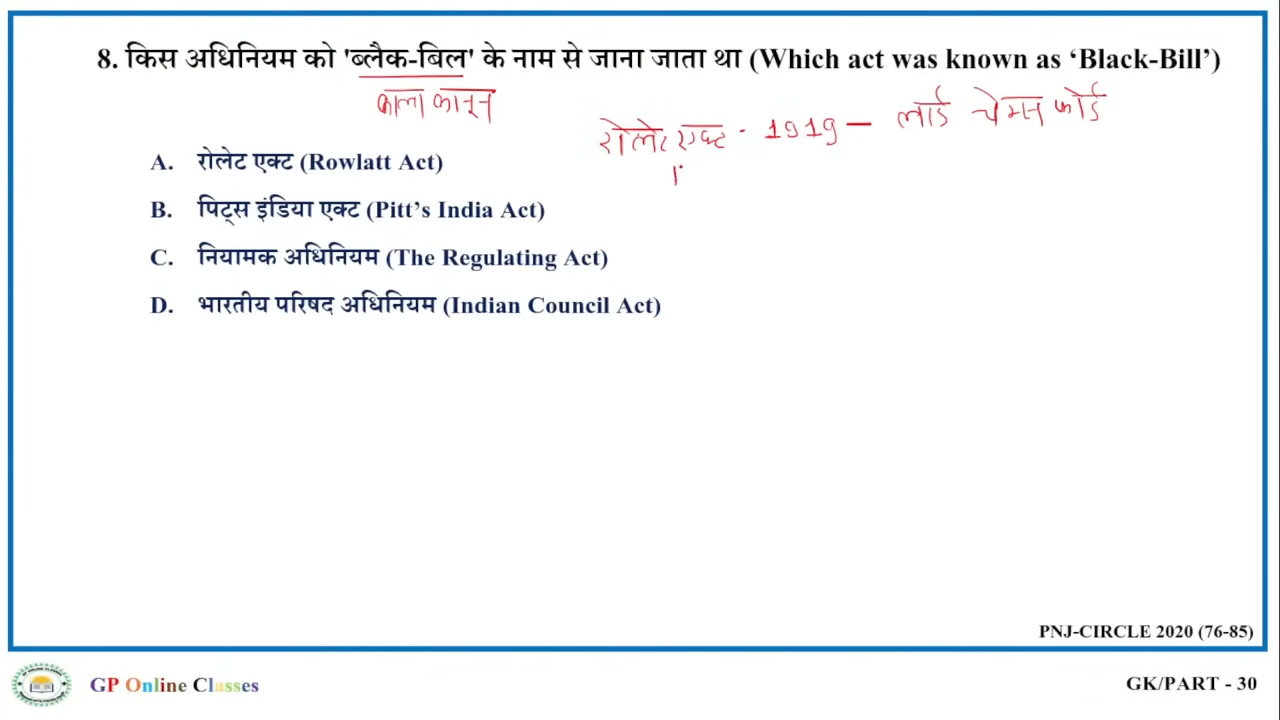 8. किस अधिनियम को 'ब्लैक-बिल' के नाम से जाना जाता था (Which act was known as ‘Black-Bill’)
काला कानून
रोलेट एक्ट - 1919 — लार्ड चेम्स फोर्ड
A. रोलेट एक्ट (Rowlatt Act)
B. पिट्स इंडिया एक्ट (Pitt’s India Act)
C. नियामक अधिनियम (The Regulating Act)
D. भारतीय परिषद अधिनियम (Indian Council Act)
PNJ-CIRCLE 2020 (76-85)
GP Online Classes
GK/PART - 30